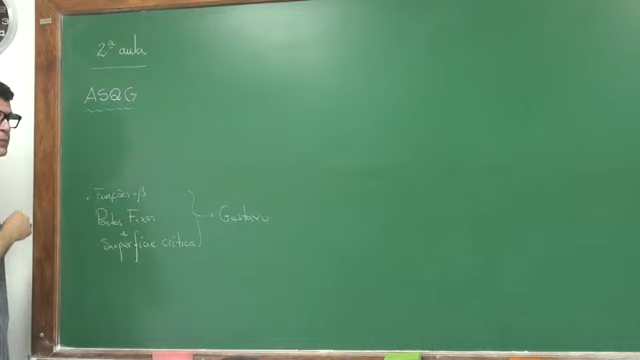 2ª aula
ASQG
• Funções-β
Pontos Fixos → Gustavo
e
Superfície crítica